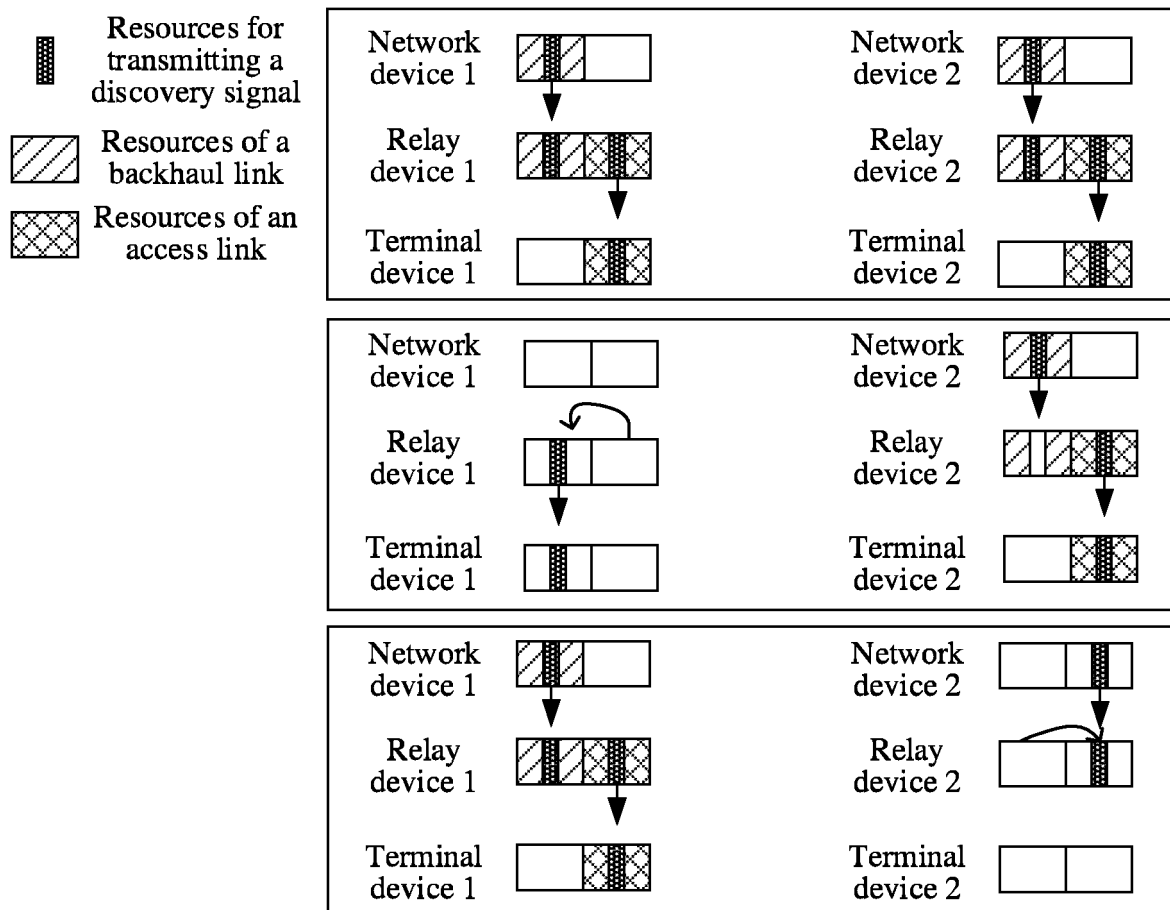 Resources for
transmitting a
discovery signal
Resources of a
backhaul link
Resources of an
access link
Network
device 1
Network
device 2
Relay
device 1
Relay
device 2
Terminal
device 1
Terminal
device 2
Network
device 1
Network
device 2
Relay
device 1
Relay
device 2
Terminal
device 1
Terminal
device 2
Network
device 1
Network
device 2
Relay
device 1
Relay
device 2
Terminal
device 1
Terminal
device 2